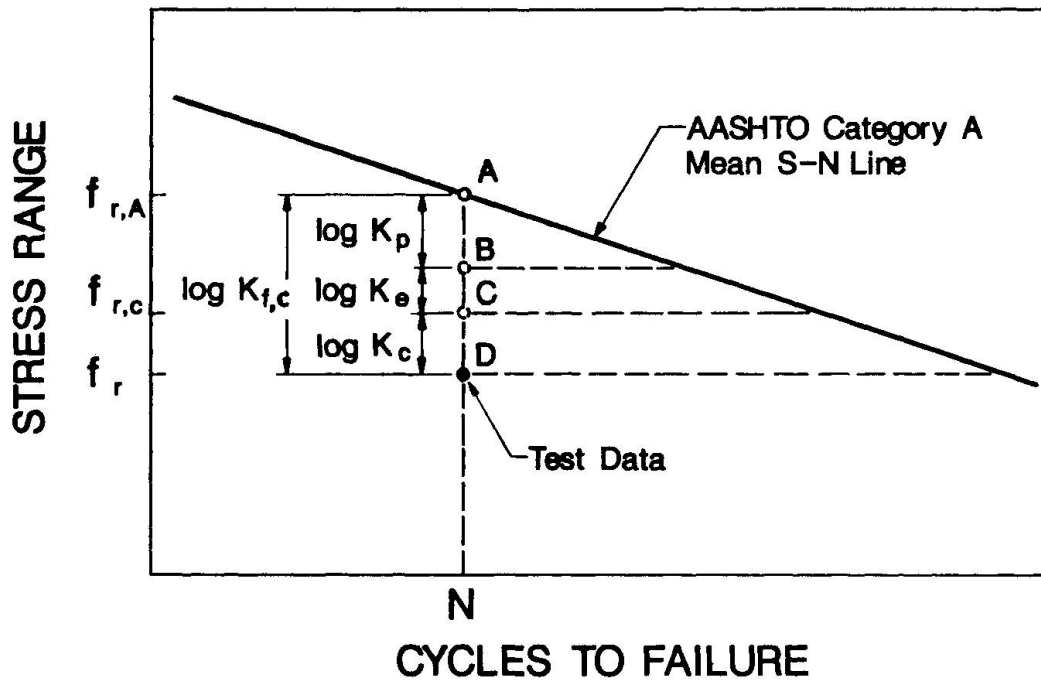 STRESS RANGE
f r,A
f r,c
f r
log K f,c
log K p
log K e
log K c
A
B
C
D
AASHTO Category A
Mean S-N Line
Test Data
N
CYCLES TO FAILURE